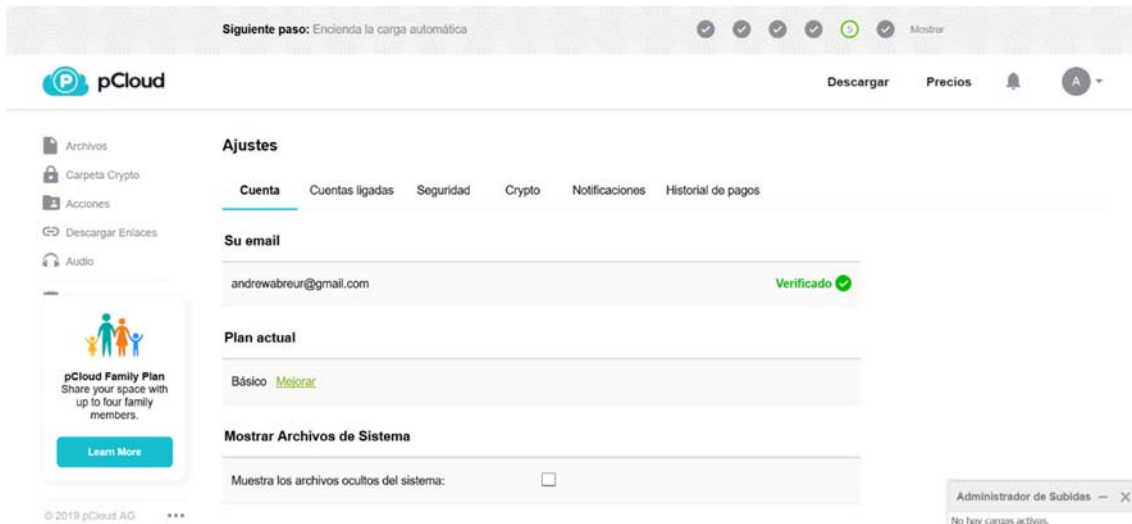 Siguiente paso: Encienda la carga automática
5
Mostrar
P
pCloud
Descargar
Precios
A
Archivos
Carpeta Crypto
Acciones
Descargar Enlaces
Audio
pCloud Family Plan
Share your space with
up to four family
members.
Learn More
© 2019 pCloud AG
Ajustes
Cuenta
Cuentas ligadas
Seguridad
Crypto
Notificaciones
Historial de pagos
Su email
andrewabreur@gmail.com
Verificado
Plan actual
Básico Mejorar
Mostrar Archivos de Sistema
Muestra los archivos ocultos del sistema:
Administrador de Subidas
No hay cargas activas.